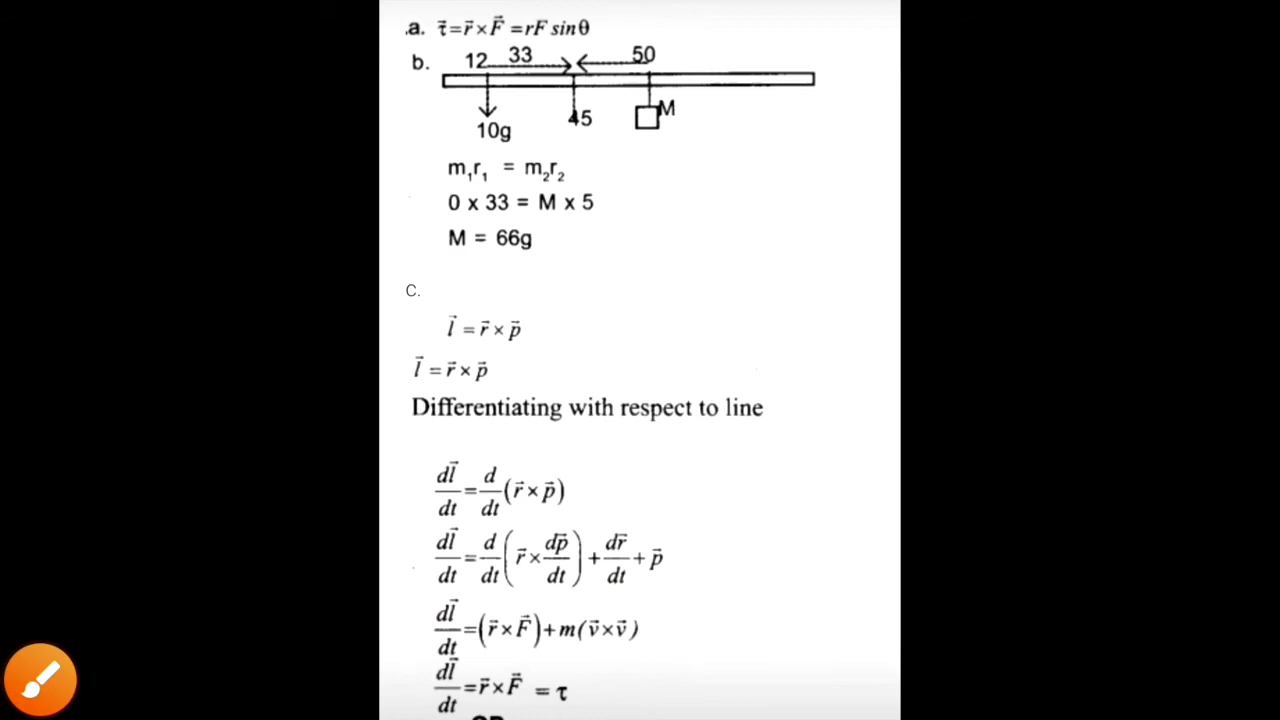 .a. τ⃗=r⃗×F⃗ =rF sinθ
b. 12 33 50
10g 45 M
m₁r₁ = m₂r₂
0 x 33 = M x 5
M = 66g
C.
l⃗ = r⃗ × p⃗
l⃗ = r⃗ × p⃗
Differentiating with respect to line
dl⃗/dt = d/dt (r⃗ × p⃗)
dl⃗/dt = d/dt (r⃗ × dp⃗/dt) + dr⃗/dt + p⃗
dl⃗/dt = (r⃗ × F⃗) + m(v⃗ × v⃗)
dl⃗/dt = r⃗ × F⃗ = τ